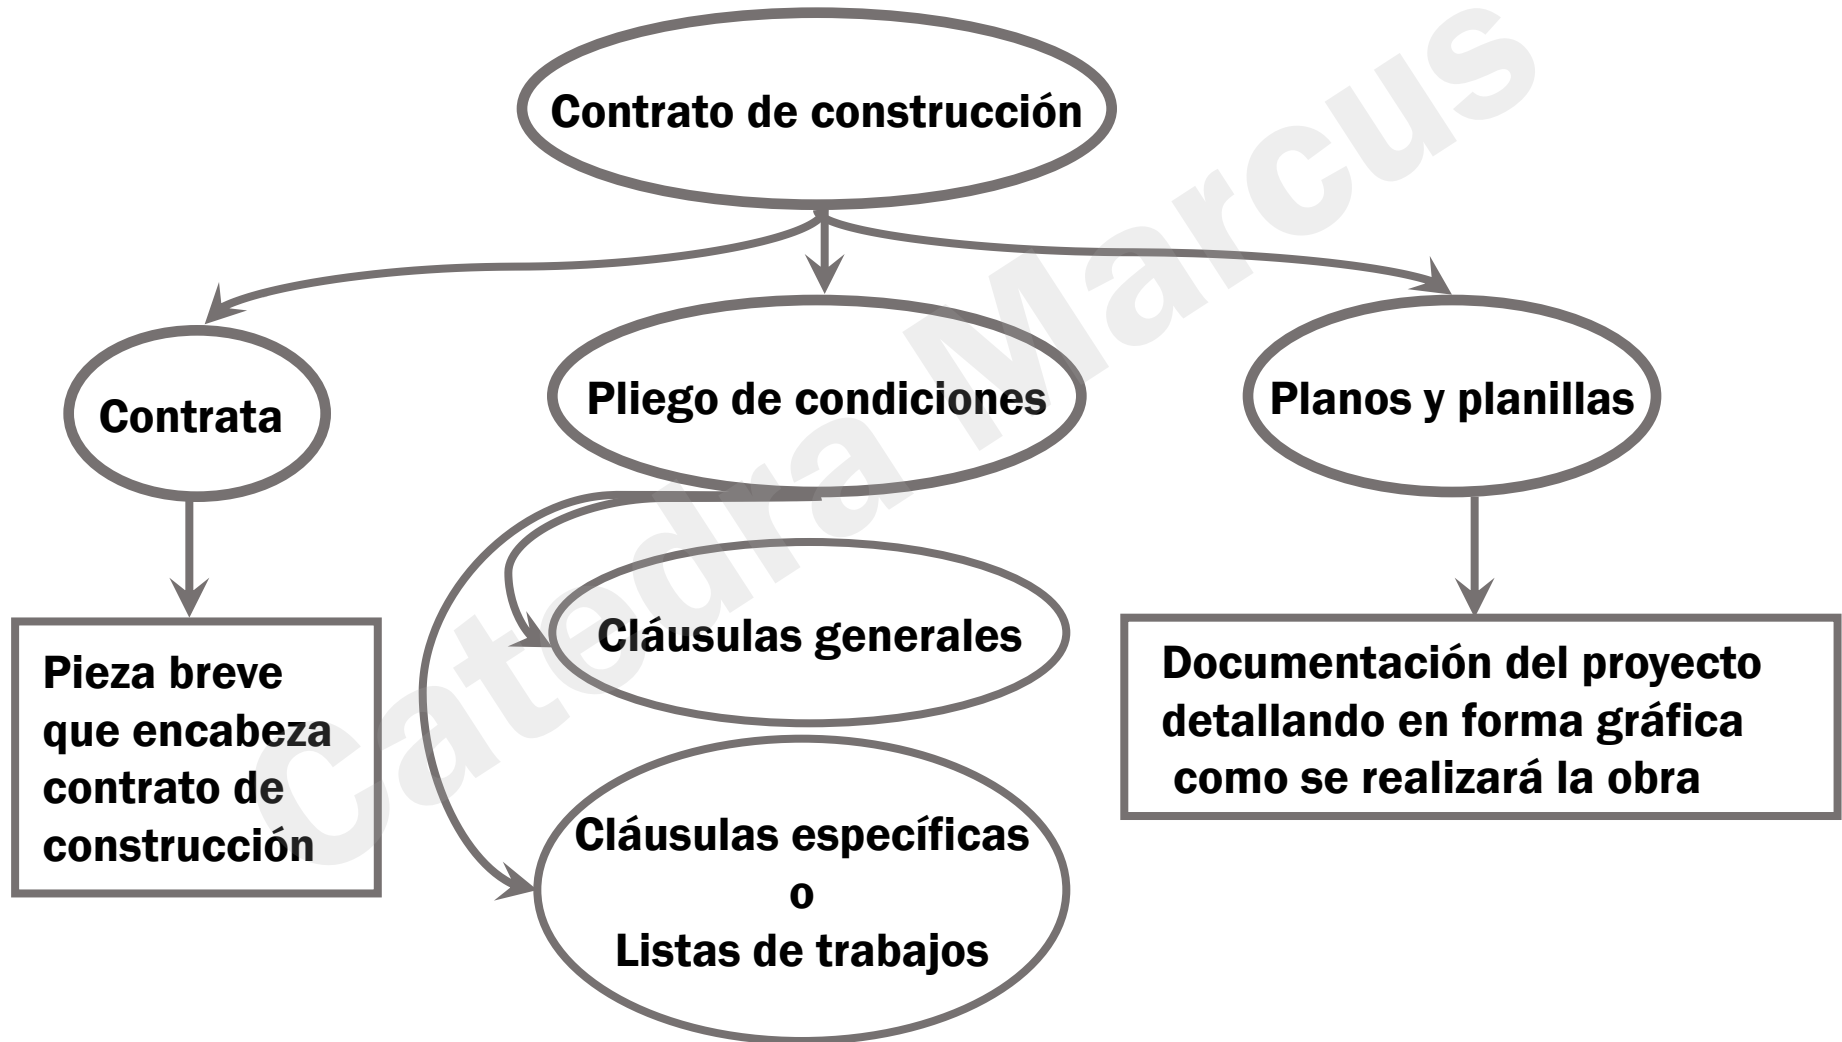 Contrato de construcción
Contrata
Pliego de condiciones
Planos y planillas
Pieza breve
que encabeza
contrato de
construcción
Cláusulas generales
Cláusulas específicas
o
Listas de trabajos
Documentación del proyecto
detallando en forma gráfica
como se realizará la obra
Catedra Marcus